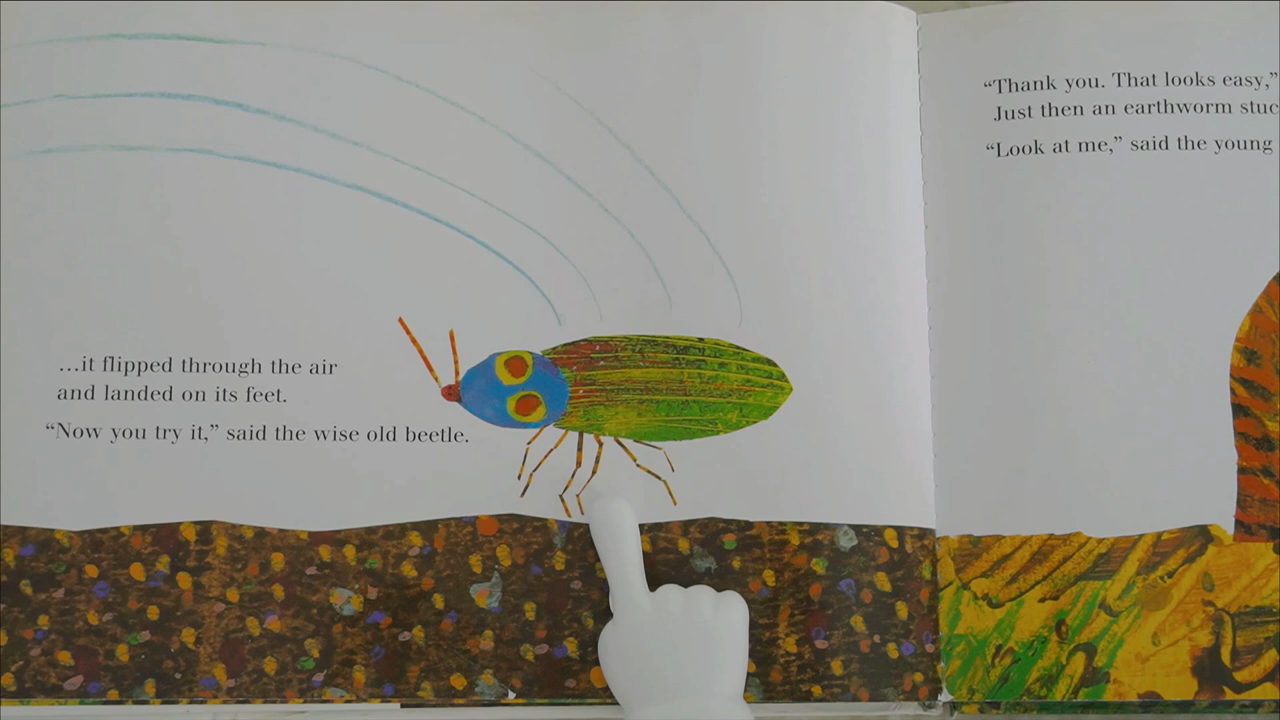 ...it flipped through the air
and landed on its feet.
“Now you try it,” said the wise old beetle.
“Thank you. That looks easy,”
Just then an earthworm
“Look at me,” said the young